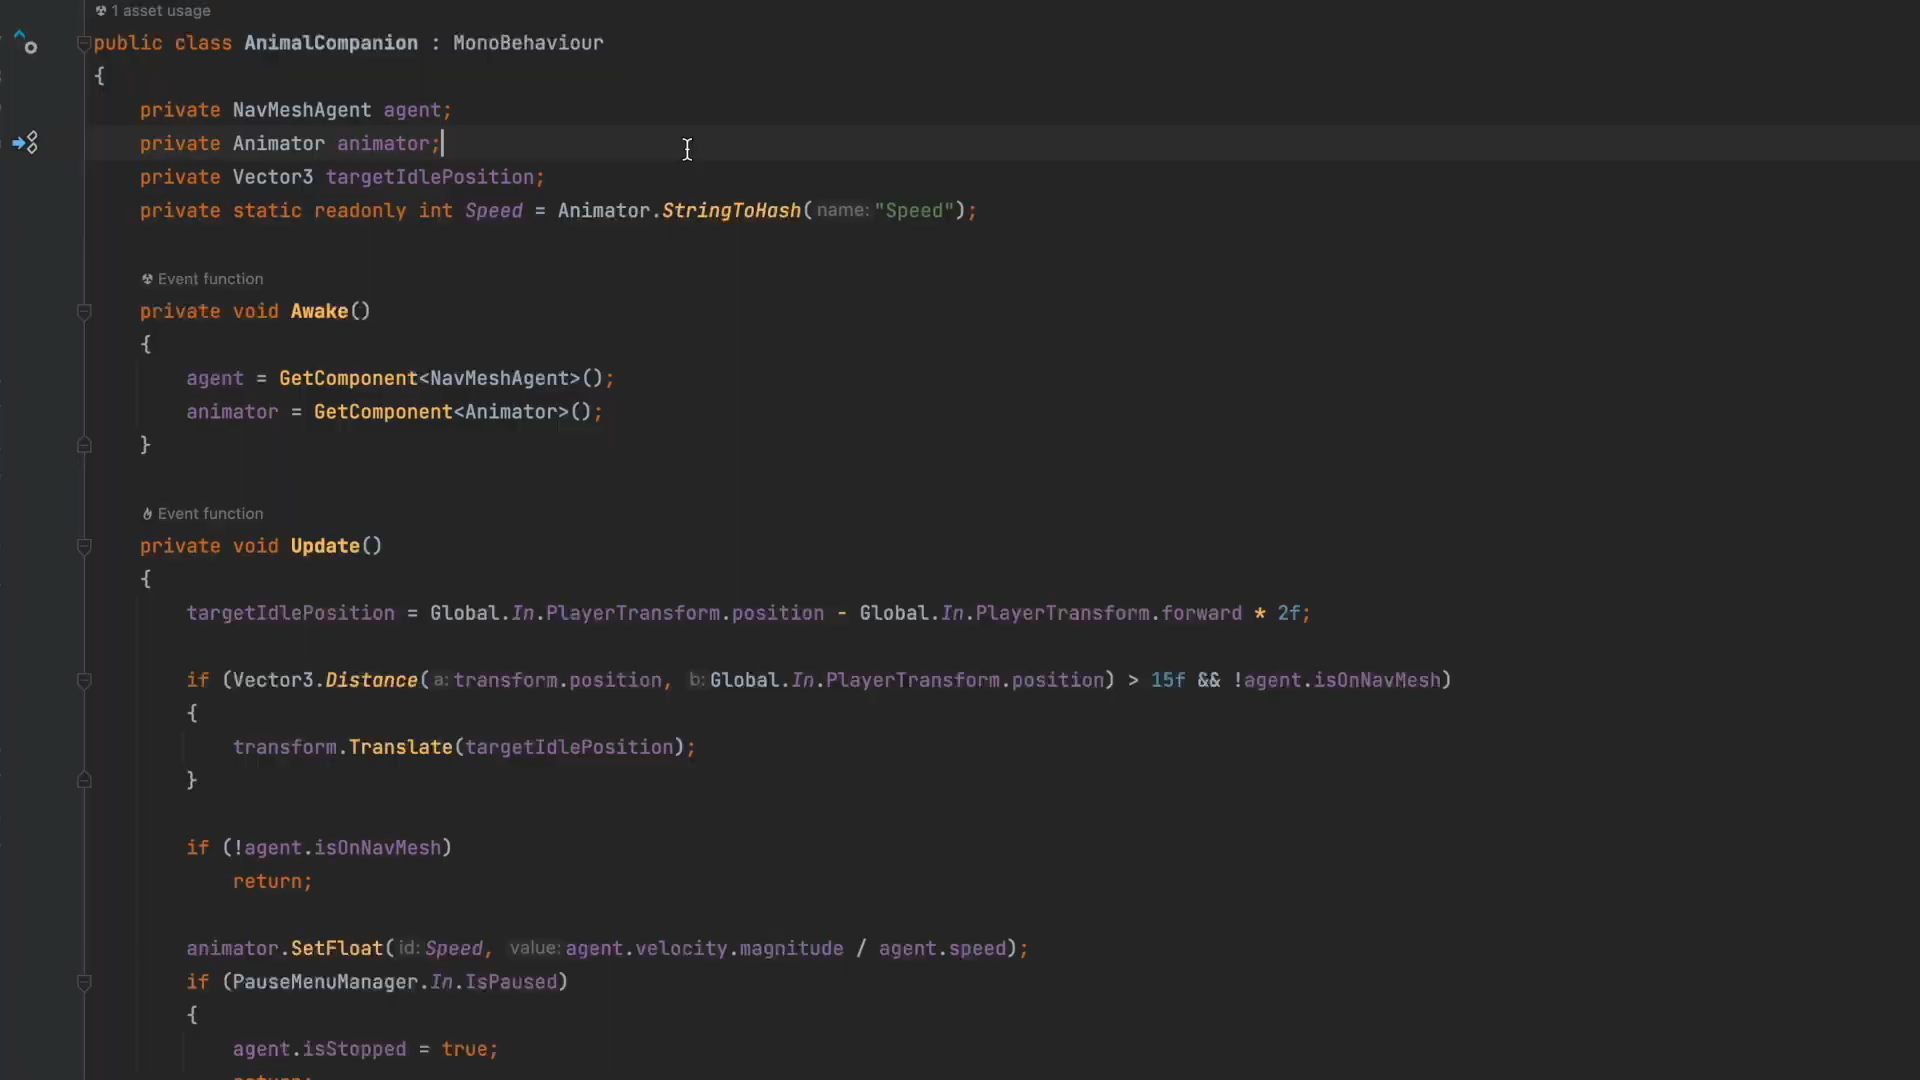 1 asset usage
public class AnimalCompanion : MonoBehaviour
{
private NavMeshAgent agent;
private Animator animator;
private Vector3 targetIdlePosition;
private static readonly int Speed = Animator.StringToHash(name: "Speed");
Event function
private void Awake()
{
agent = GetComponent<NavMeshAgent>();
animator = GetComponent<Animator>();
}
Event function
private void Update()
{
targetIdlePosition = Global.In.PlayerTransform.position - Global.In.PlayerTransform.forward * 2f;
if (Vector3.Distance(a: transform.position, b: Global.In.PlayerTransform.position) > 15f && !agent.isOnNavMesh)
{
transform.Translate(targetIdlePosition);
}
if (!agent.isOnNavMesh)
return;
animator.SetFloat(id: Speed, value: agent.velocity.magnitude / agent.speed);
if (PauseMenuManager.In.IsPaused)
{
agent.isStopped = true;